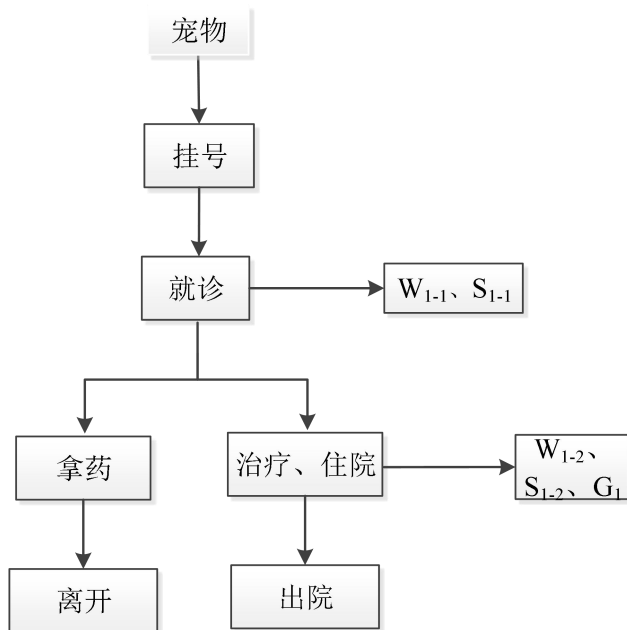 宠物
挂号
就诊
W1-1、S1-1
拿药
治疗、住院
W1-2、
S1-2、G1
离开
出院